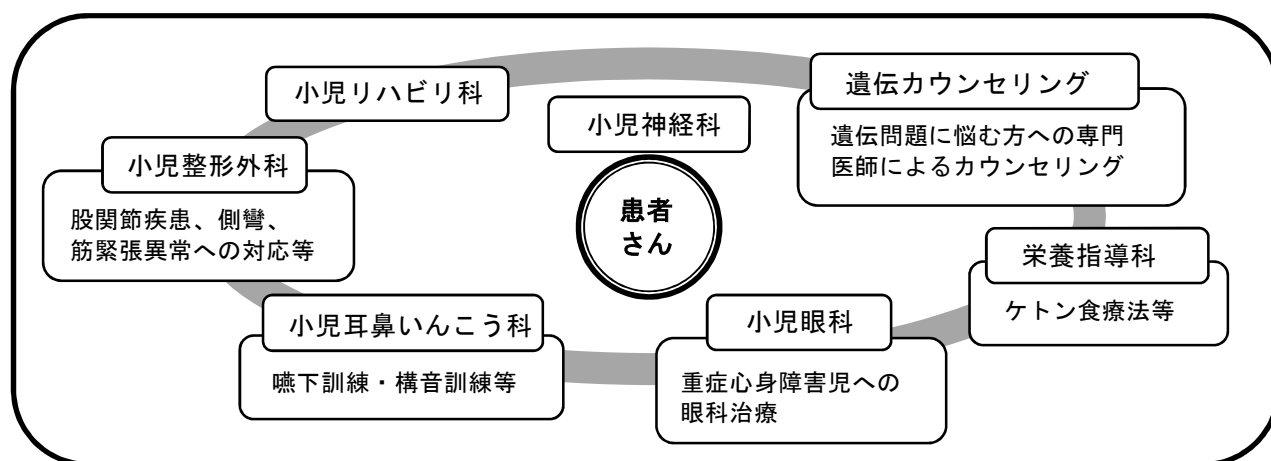 小児リハビリ科
小児神経科
遺伝カウンセリング
遺伝問題に悩む方への専門
医師によるカウンセリング
小児整形外科
股関節疾患、側彎、
筋緊張異常への対応等
患者
さん
栄養指導科
ケトン食療法等
小児耳鼻いんこう科
嚥下訓練・構音訓練等
小児眼科
重症心身障害児への
眼科治療